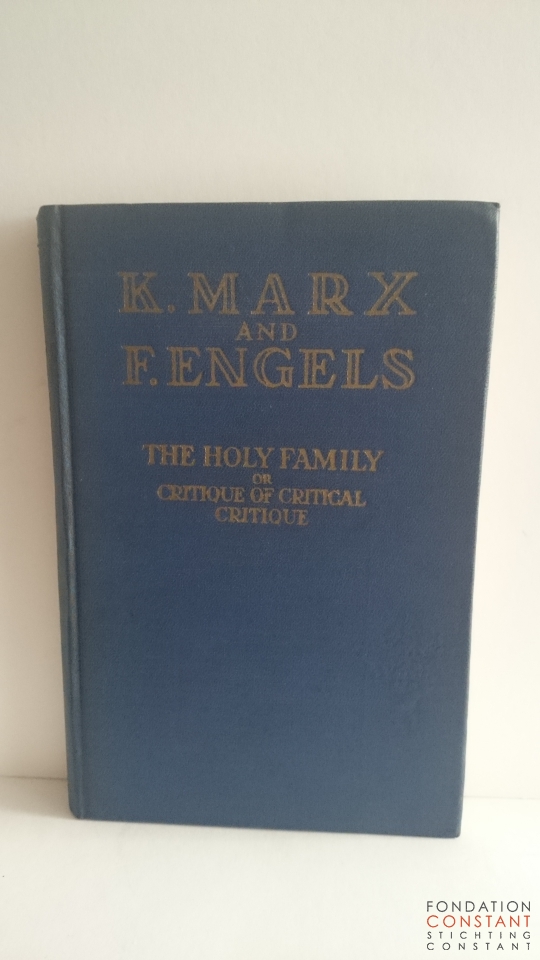 K. MARX
AND
F. ENGELS
THE HOLY FAMILY
OR
CRITIQUE OF CRITICAL
CRITIQUE
FONDATION
CONSTANT
STICHTING
CONSTANT